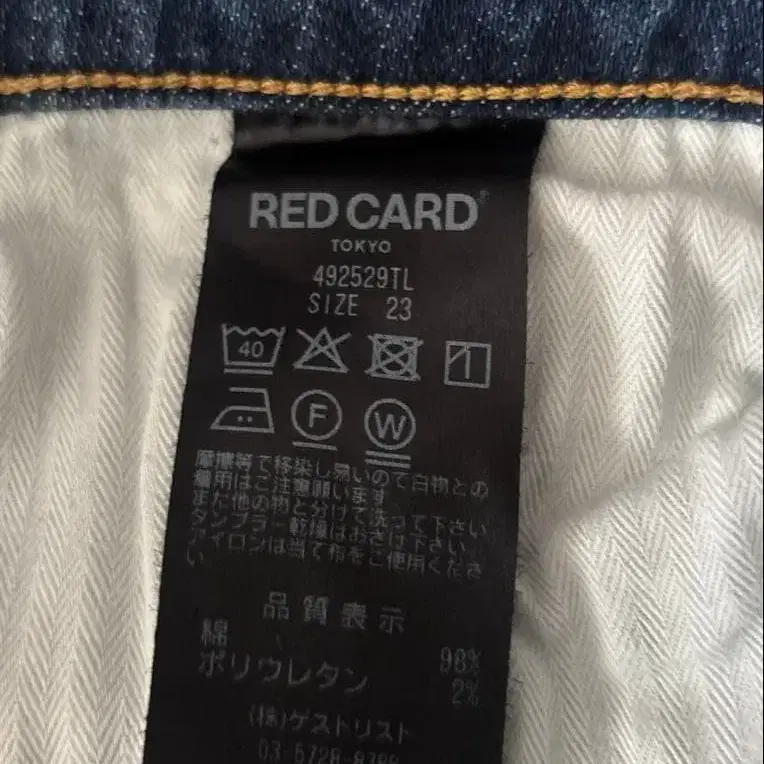 RED CARD
TOKYO
492529TL
SIZE 23
40
F
W
摩擦等で移染し易いので白物との
着用はご注意願います。
また他の物と分けて洗って下さい
タンブラー乾燥はおさけ下さい
アイロンは当て布をご使用くださ
い
品質表示
綿 98%
ポリウレタン 2%
(株)ゲストリスト